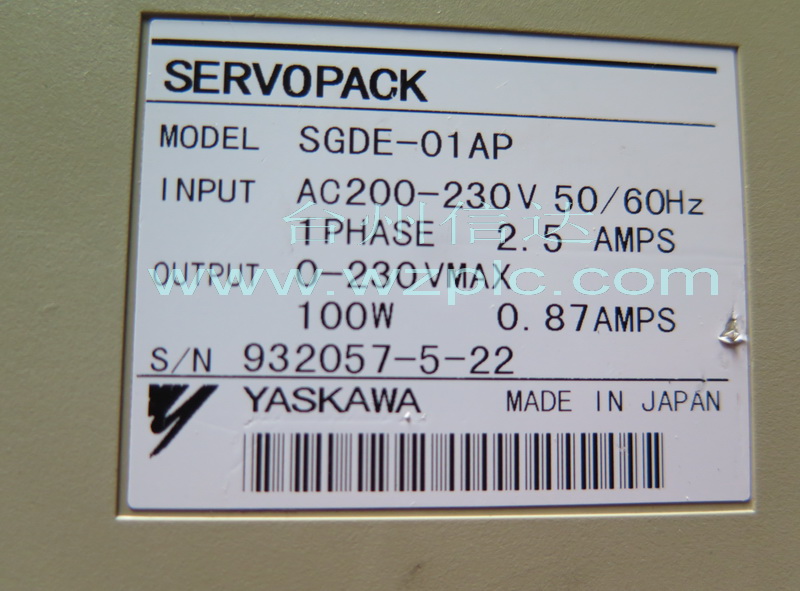 SERVOPACK
MODEL SGDE-01AP
INPUT AC200-230V 50/60Hz
台州信达
1PHASE 2.5 AMPS
OUTPUT 0-230VMAX
www.wzplc.com
100W 0.87AMPS
S/N 932057-5-22
YASKAWA MADE IN JAPAN